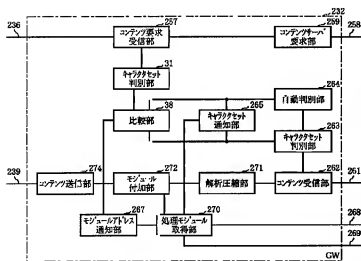 232
236
257
コンテンツ要求
受信部
259
コンテンツサーバ
要求部
258
31
キャラクタセット
判別部
264
自動判別部
38
比較部
265
キャラクタセット
通知部
263
キャラクタセット
判別部
239
274
コンテンツ送信部
272
モジュール
付加部
271
解析圧縮部
262
コンテンツ受信部
261
267
モジュールアドレス
通知部
270
処理モジュール
取得部
268
269
GW